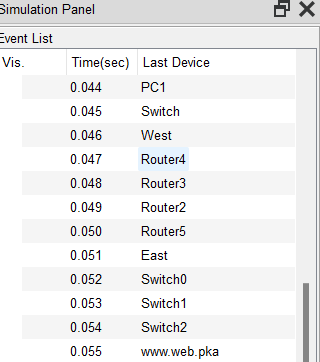 Simulation Panel
Event List
Vis. Time(sec) Last Device
0.044 PC1
0.045 Switch
0.046 West
0.047 Router4
0.048 Router3
0.049 Router2
0.050 Router5
0.051 East
0.052 Switch0
0.053 Switch1
0.054 Switch2
0.055 www.web.pka